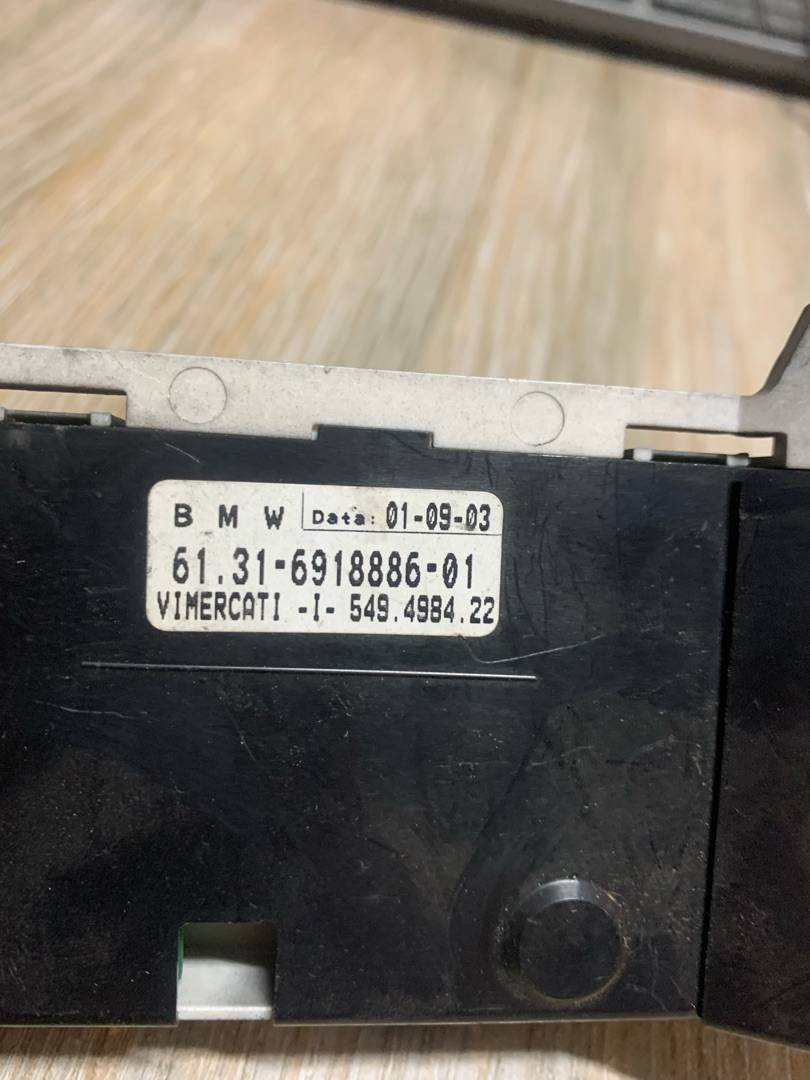 B M W Data: 01-09-03
61.31-6918886-01
VIMERCATI -I- 549.4984.22